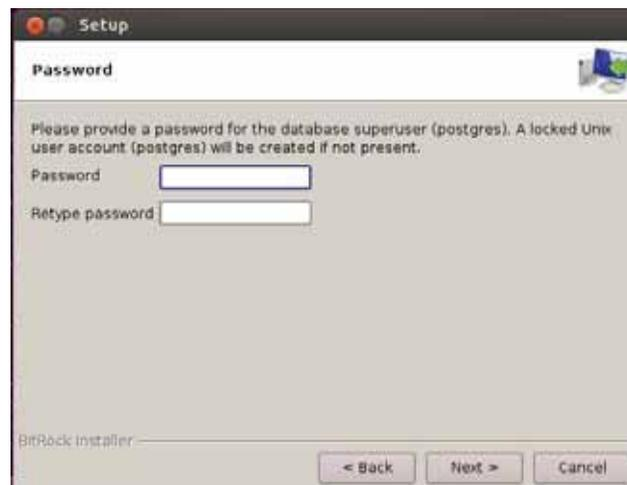 Setup
Password
Please provide a password for the database superuser (postgres). A locked Unix
user account (postgres) will be created if not present.
Password
Retype password
BitRock Installer
< Back
Next >
Cancel